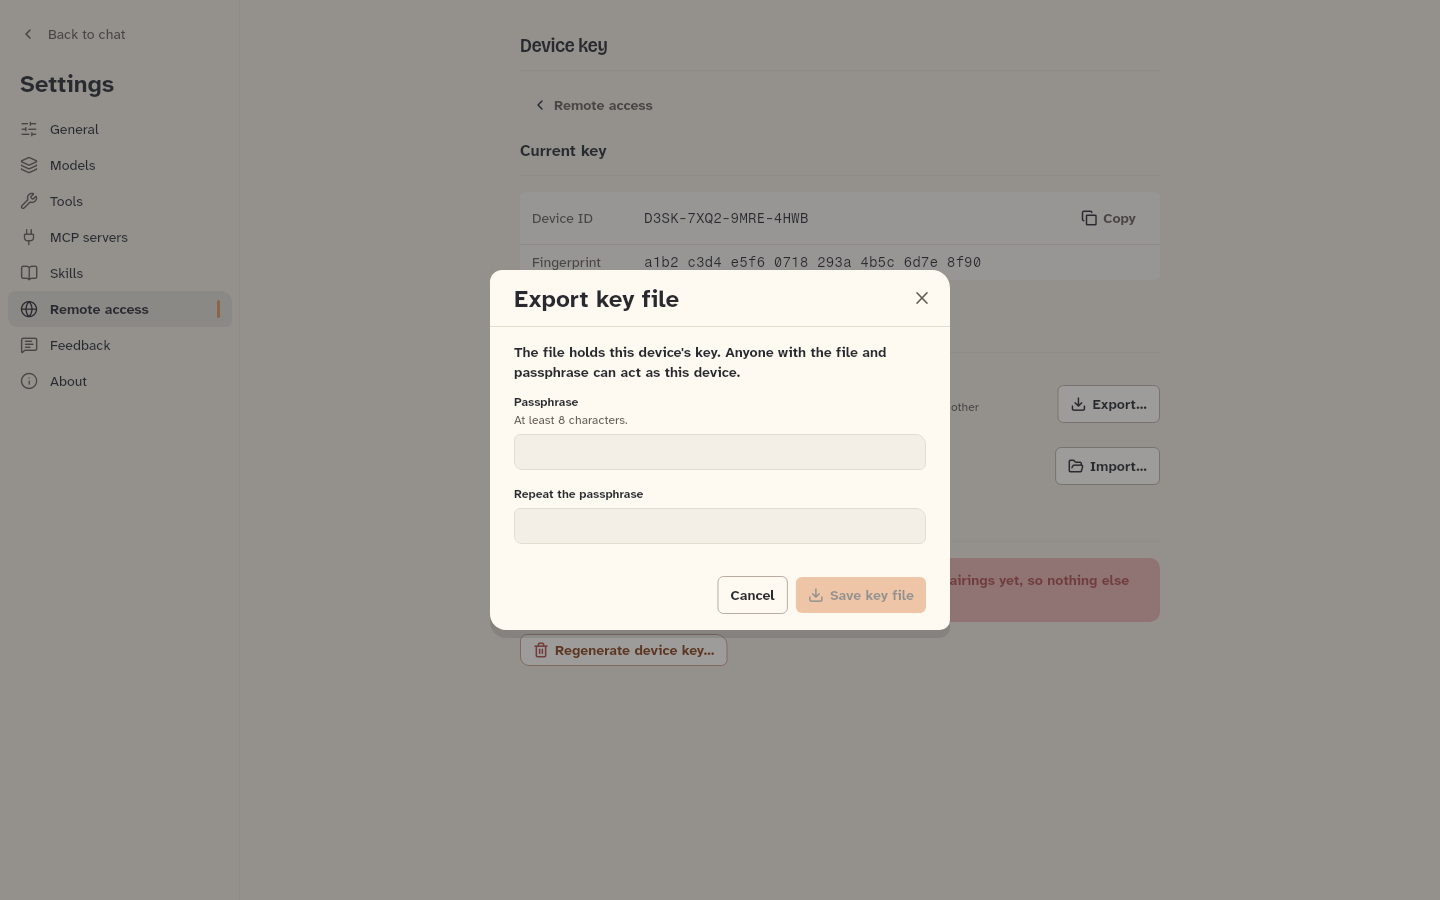 Back to chat
Settings
General
Models
Tools
MCP servers
Skills
Remote access
Feedback
About
Device key
Remote access
Current key
Device ID
D3SK-7XQ2-9MRE-4HWB
Copy
Fingerprint
a1b2 c3d4 e5f6 0718 293a 4b5c 6d7e 8f90
Export key file
The file holds this device's key. Anyone with the file and
passphrase can act as this device.
Passphrase
At least 8 characters.
Repeat the passphrase
Cancel
Save key file
other
Export...
Import...
airings yet, so nothing else
Regenerate device key...